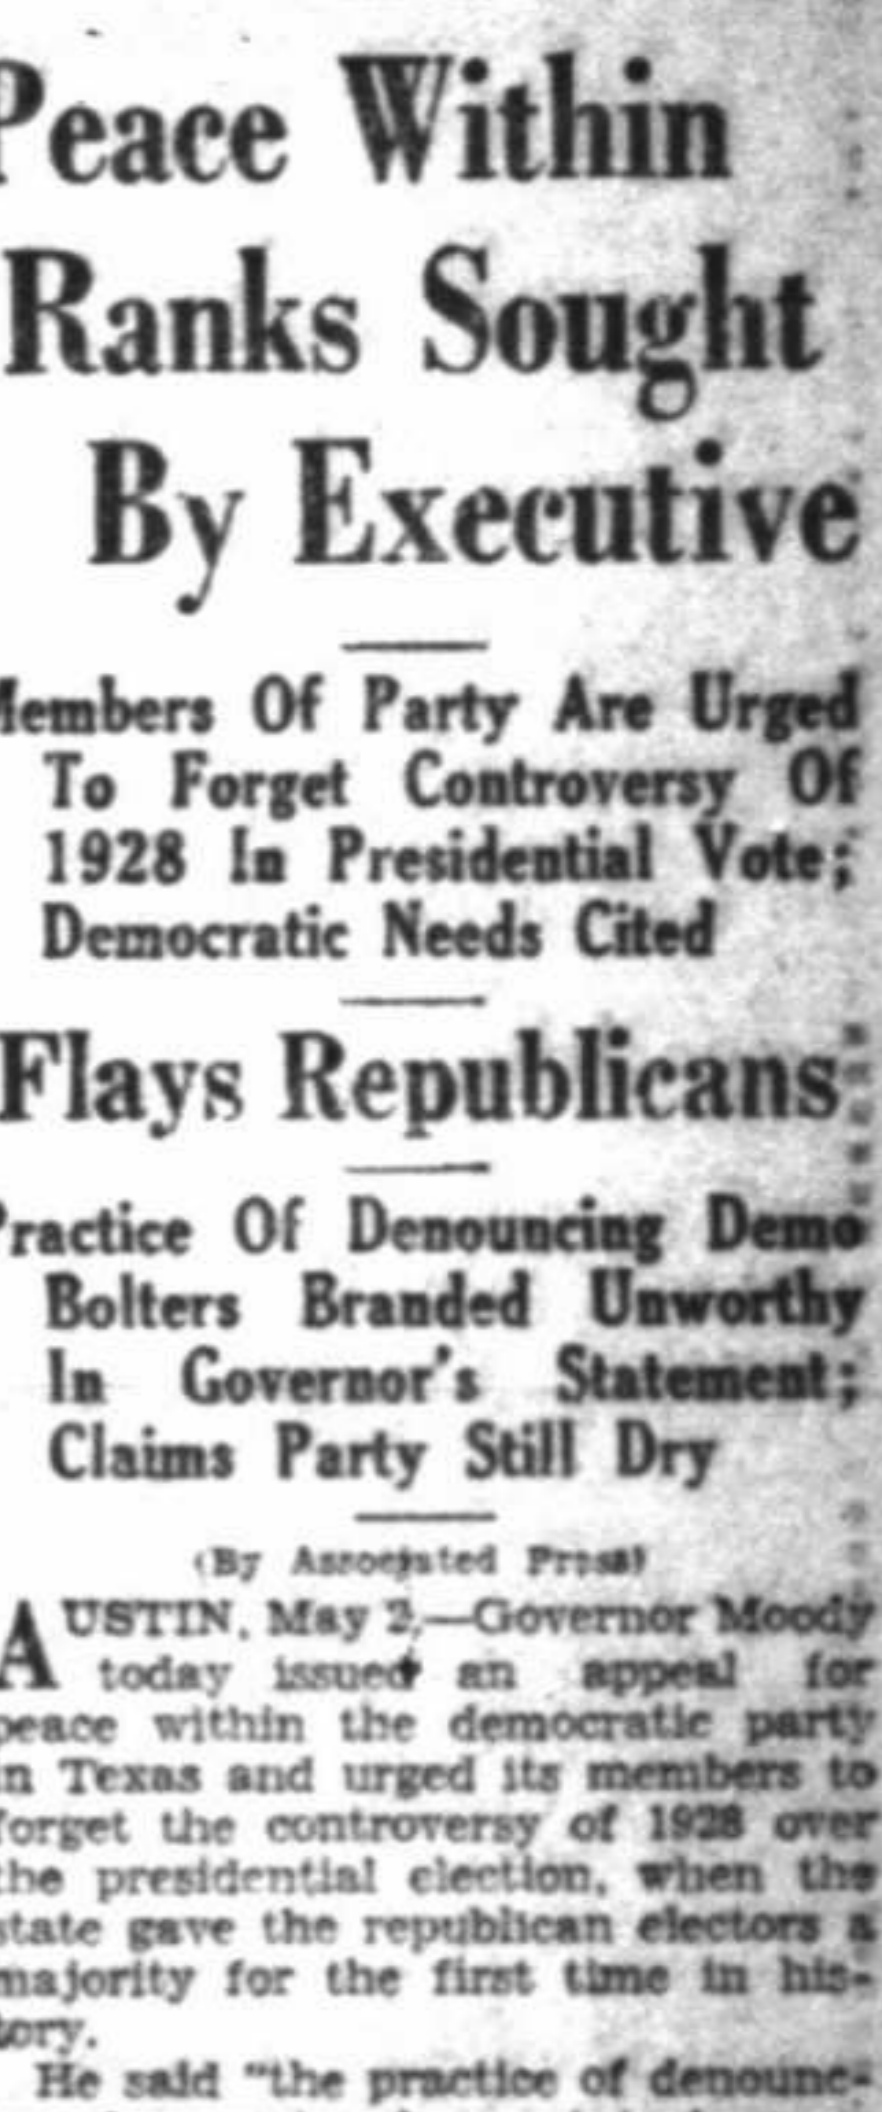 Peace Within
Ranks Sought
By Executive
Members Of Party Are Urged
To Forget Controversy Of
1928 In Presidential Vote;
Democratic Needs Cited
Flays Republicans
Practice Of Denouncing Demo
Bolters Branded Unworthy
In Governor's Statement;
Claims Party Still Dry
(By Associated Press)
AUSTIN, May 2.—Governor Moody
today issued an appeal for
peace within the democratic party
in Texas and urged its members to
forget the controversy of 1928 over
the presidential election, when the
state gave the republican electors a
majority for the first time in his-
tory.
He said "the practice of denounc-